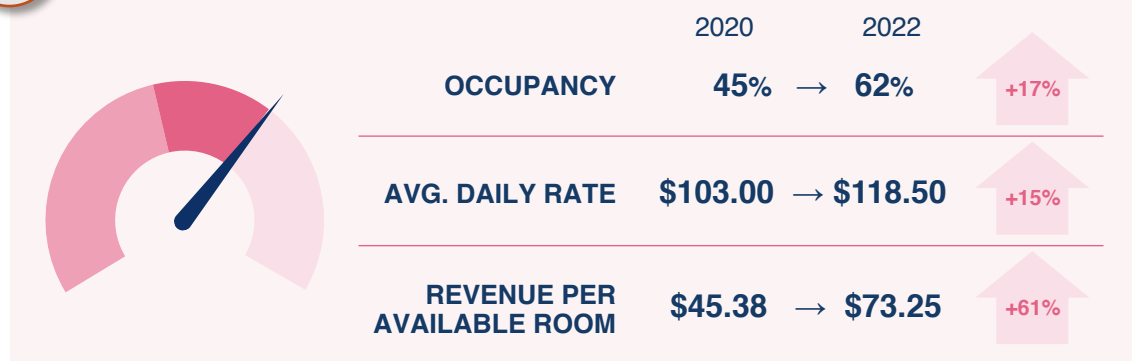 2020 2022
OCCUPANCY 45% → 62% +17%
AVG. DAILY RATE $103.00 → $118.50 +15%
REVENUE PER
AVAILABLE ROOM $45.38 → $73.25 +61%